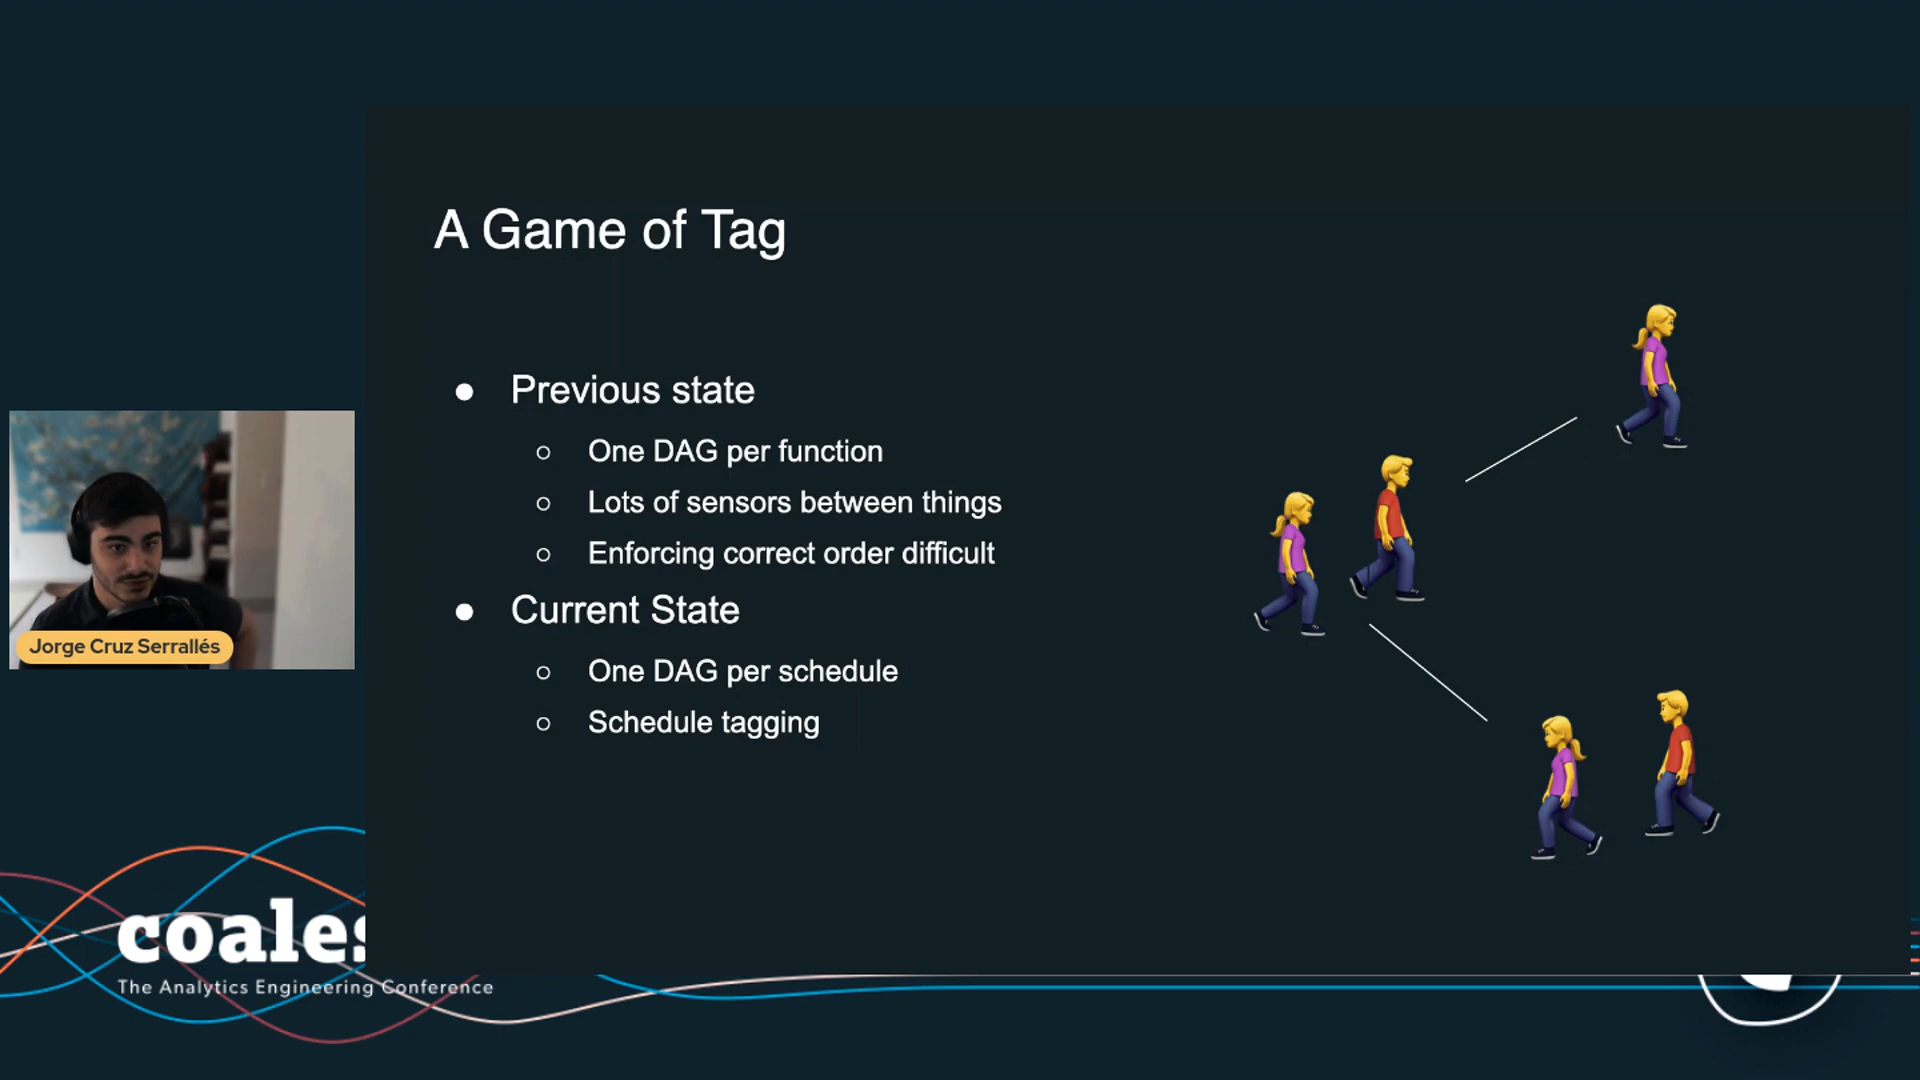 A Game of Tag
● Previous state
○ One DAG per function
○ Lots of sensors between things
○ Enforcing correct order difficult
● Current State
○ One DAG per schedule
○ Schedule tagging
Jorge Cruz Serrallés
coales
The Analytics Engineering Conference